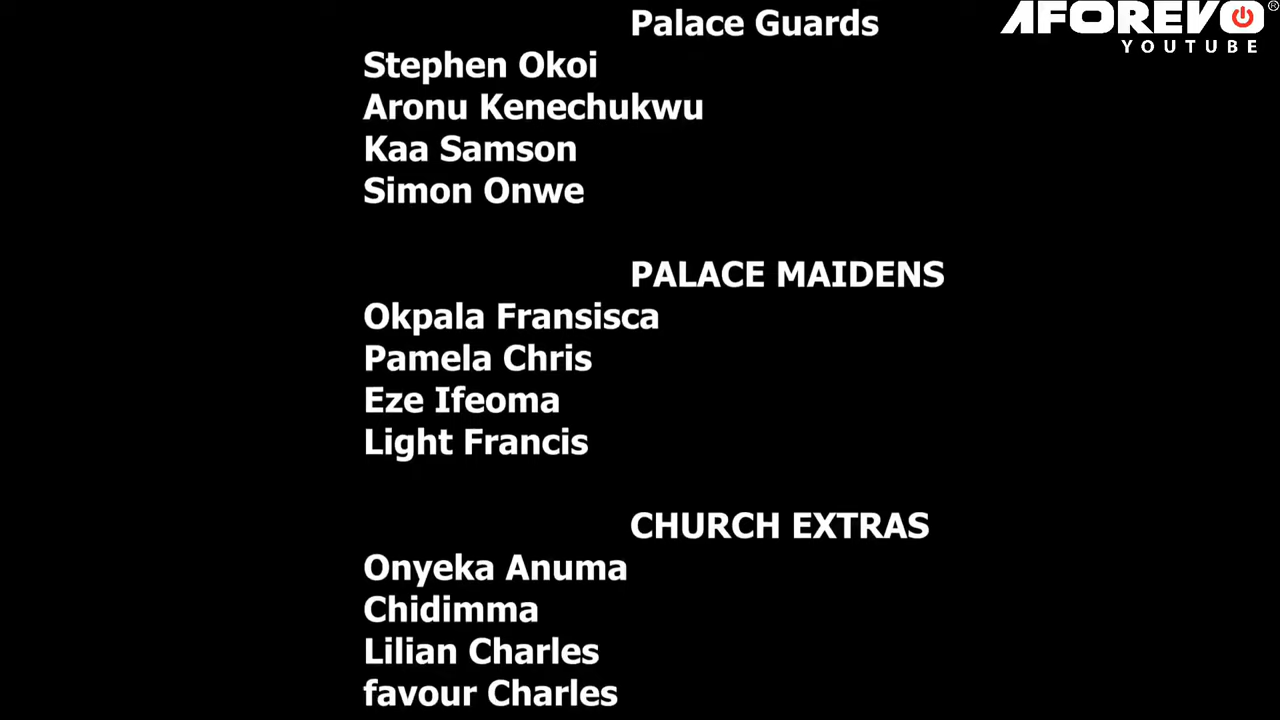 AFOREVO®
YOUTUBE
Palace Guards
Stephen Okoi
Aronu Kenechukwu
Kaa Samson
Simon Onwe
PALACE MAIDENS
Okpala Fransisca
Pamela Chris
Eze Ifeoma
Light Francis
CHURCH EXTRAS
Onyeka Anuma
Chidimma
Lilian Charles
favour Charles